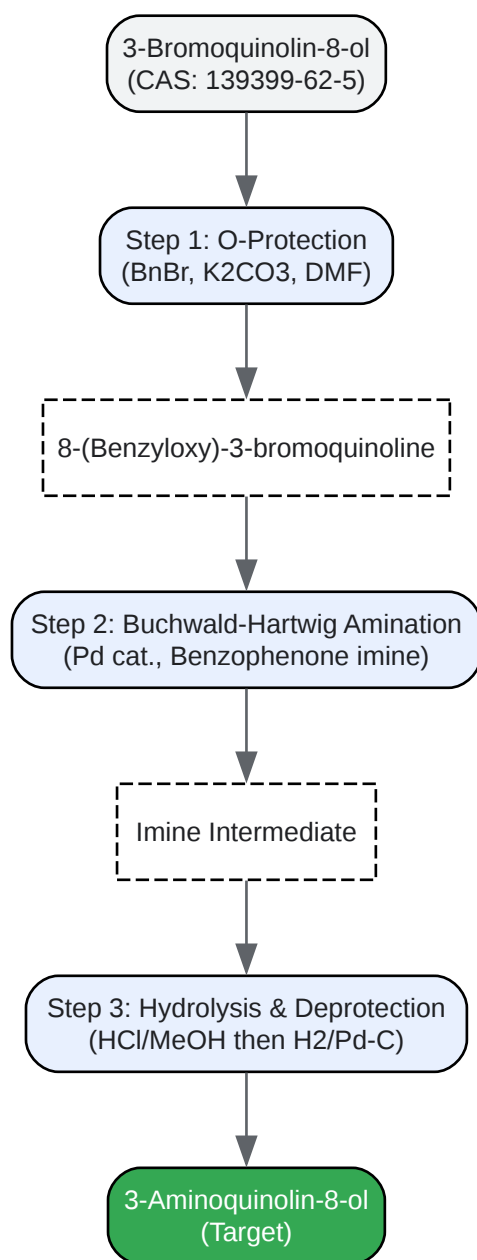 3-Bromoquinolin-8-ol
(CAS: 139399-62-5)
Step 1: O-Protection
(BnBr, K2CO3, DMF)
8-(Benzyloxy)-3-bromoquinoline
Step 2: Buchwald-Hartwig Amination
(Pd cat., Benzophenone imine)
Imine Intermediate
Step 3: Hydrolysis & Deprotection
(HCl/MeOH then H2/Pd-C)
3-Aminoquinolin-8-ol
(Target)